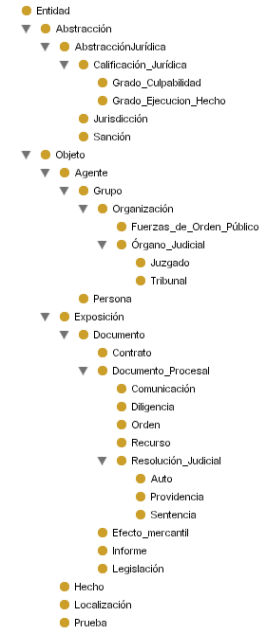 Entidad
Abstracción
AbstracciónJurídica
Calificación_Jurídica
Grado_Culpabilidad
Grado_Ejecucion_Hecho
Jurisdicción
Sanción
Objeto
Agente
Grupo
Organización
Fuerzas_de_Orden_Público
Órgano_Judicial
Juzgado
Tribunal
Persona
Exposición
Documento
Contrato
Documento_Procesal
Comunicación
Diligencia
Orden
Recurso
Resolución_Judicial
Auto
Providencia
Sentencia
Efecto_mercantil
Informe
Legislación
Hecho
Localización
Prueba